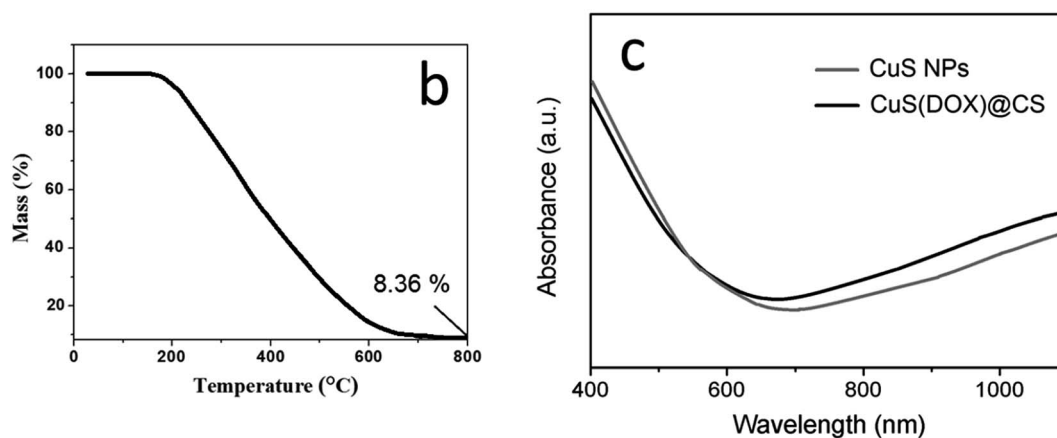 b
100
80
60
40
20
Mass (%)
8.36 %
0
200
400
600
800
Temperature (°C)
c
CuS NPs
CuS(DOX)@CS
Absorbance (a.u.)
400
600
800
1000
Wavelength (nm)